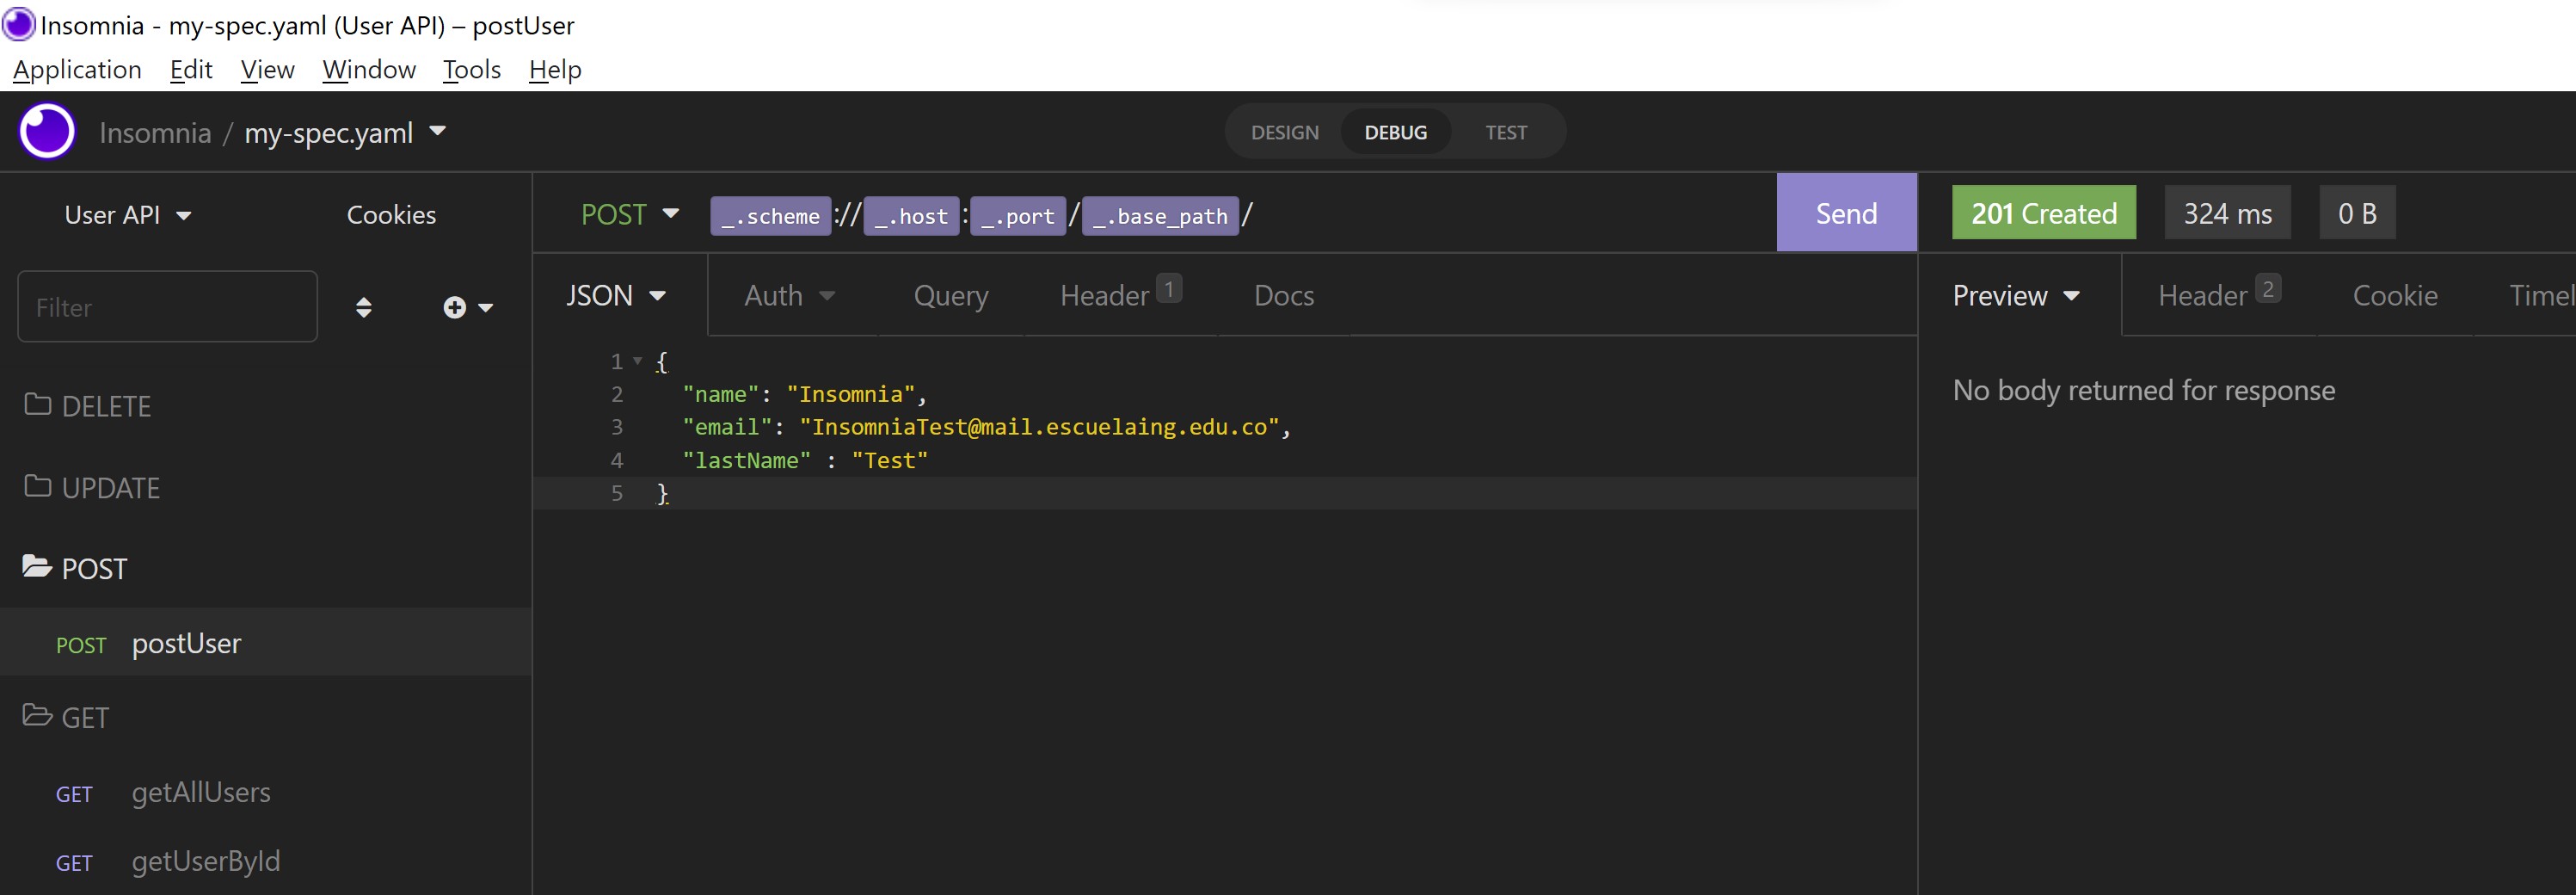 Insomnia - my-spec.yaml (User API) – postUser
Application Edit View Window Tools Help
Insomnia / my-spec.yaml
DESIGN DEBUG TEST
User API Cookies
POST _.scheme://_.host:_.port/_.base_path/
Send
201 Created 324 ms 0 B
Filter
JSON Auth Query Header 1 Docs
Preview Header 2 Cookie Timel
1 {
2 "name": "Insomnia",
3 "email": "InsomniaTest@mail.escuelaing.edu.co",
4 "lastName" : "Test"
5 }
No body returned for response
DELETE
UPDATE
POST
POST postUser
GET
GET getAllUsers
GET getUserById